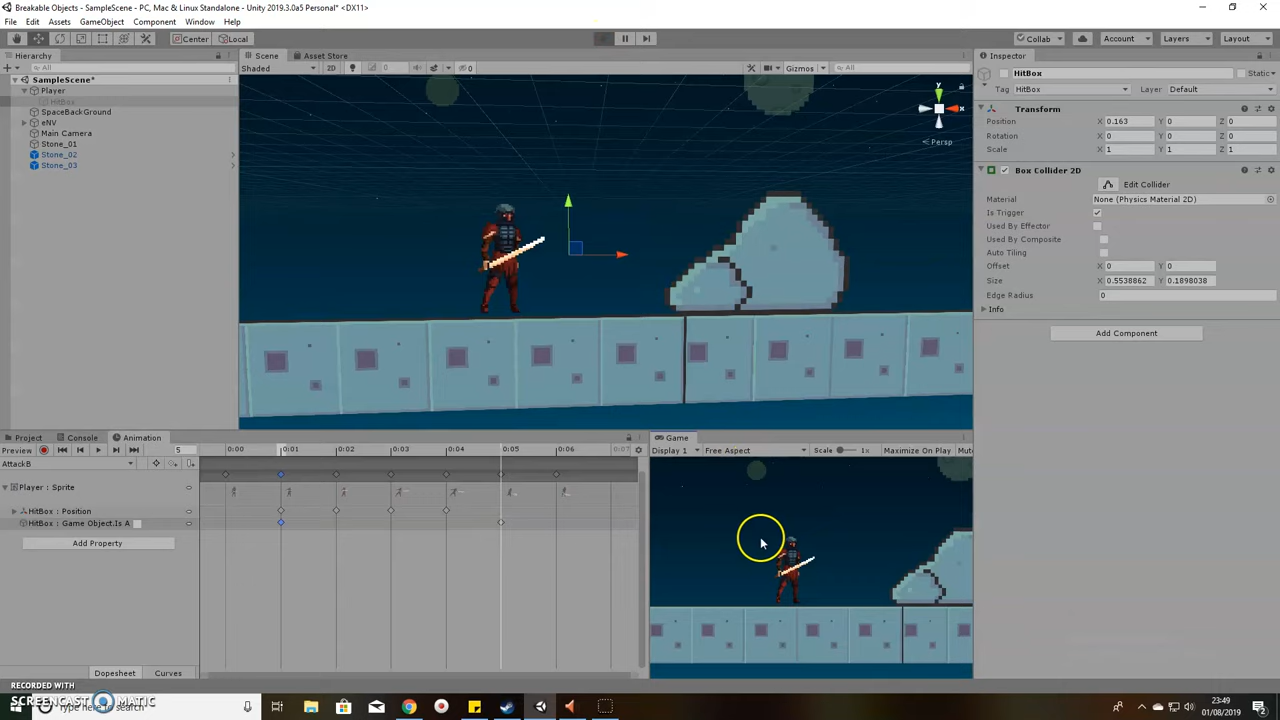 Breakable Objects - SampleScene - PC, Mac & Linux Standalone - Unity 2019.3.0a5 Personal* <DX11>
File Edit Assets GameObject Component Window Help
Center Local Collab Account Layers Layout
Hierarchy Scene Asset Store Inspector
All Shaded 2D 0 0 Gizmos All HitBox Static
SampleScene* Tag HitBox Layer Default
Player
HitBox Transform
SpaceBackGround Position X 0.163 Y 0 Z 0
eNV Rotation X 0 Y 0 Z 0
Main Camera Persp
Stone_01 Scale X 1 Y 1 Z 1
Stone_02
Stone_03 Box Collider 2D
Edit Collider
Material None (Physics Material 2D)
Is Trigger
Used By Effector
Used By Composite
Auto Tiling
Offset X 0 Y 0
Size X 0.5538862 Y 0.1898038
Edge Radius 0
Info
Add Component
Project Console Animation Game
Preview 5 0:00 0:01 0:02 0:03 0:04 0:05 0:06 Display 1 Free Aspect Scale 1x Maximize On Play
AttackB
Player : Sprite
HitBox : Position
HitBox : Game Object.Is A
Add Property
Dopesheet Curves
RECORDED WITH
SCREENCAST MATIC
23:49
01/08/2019